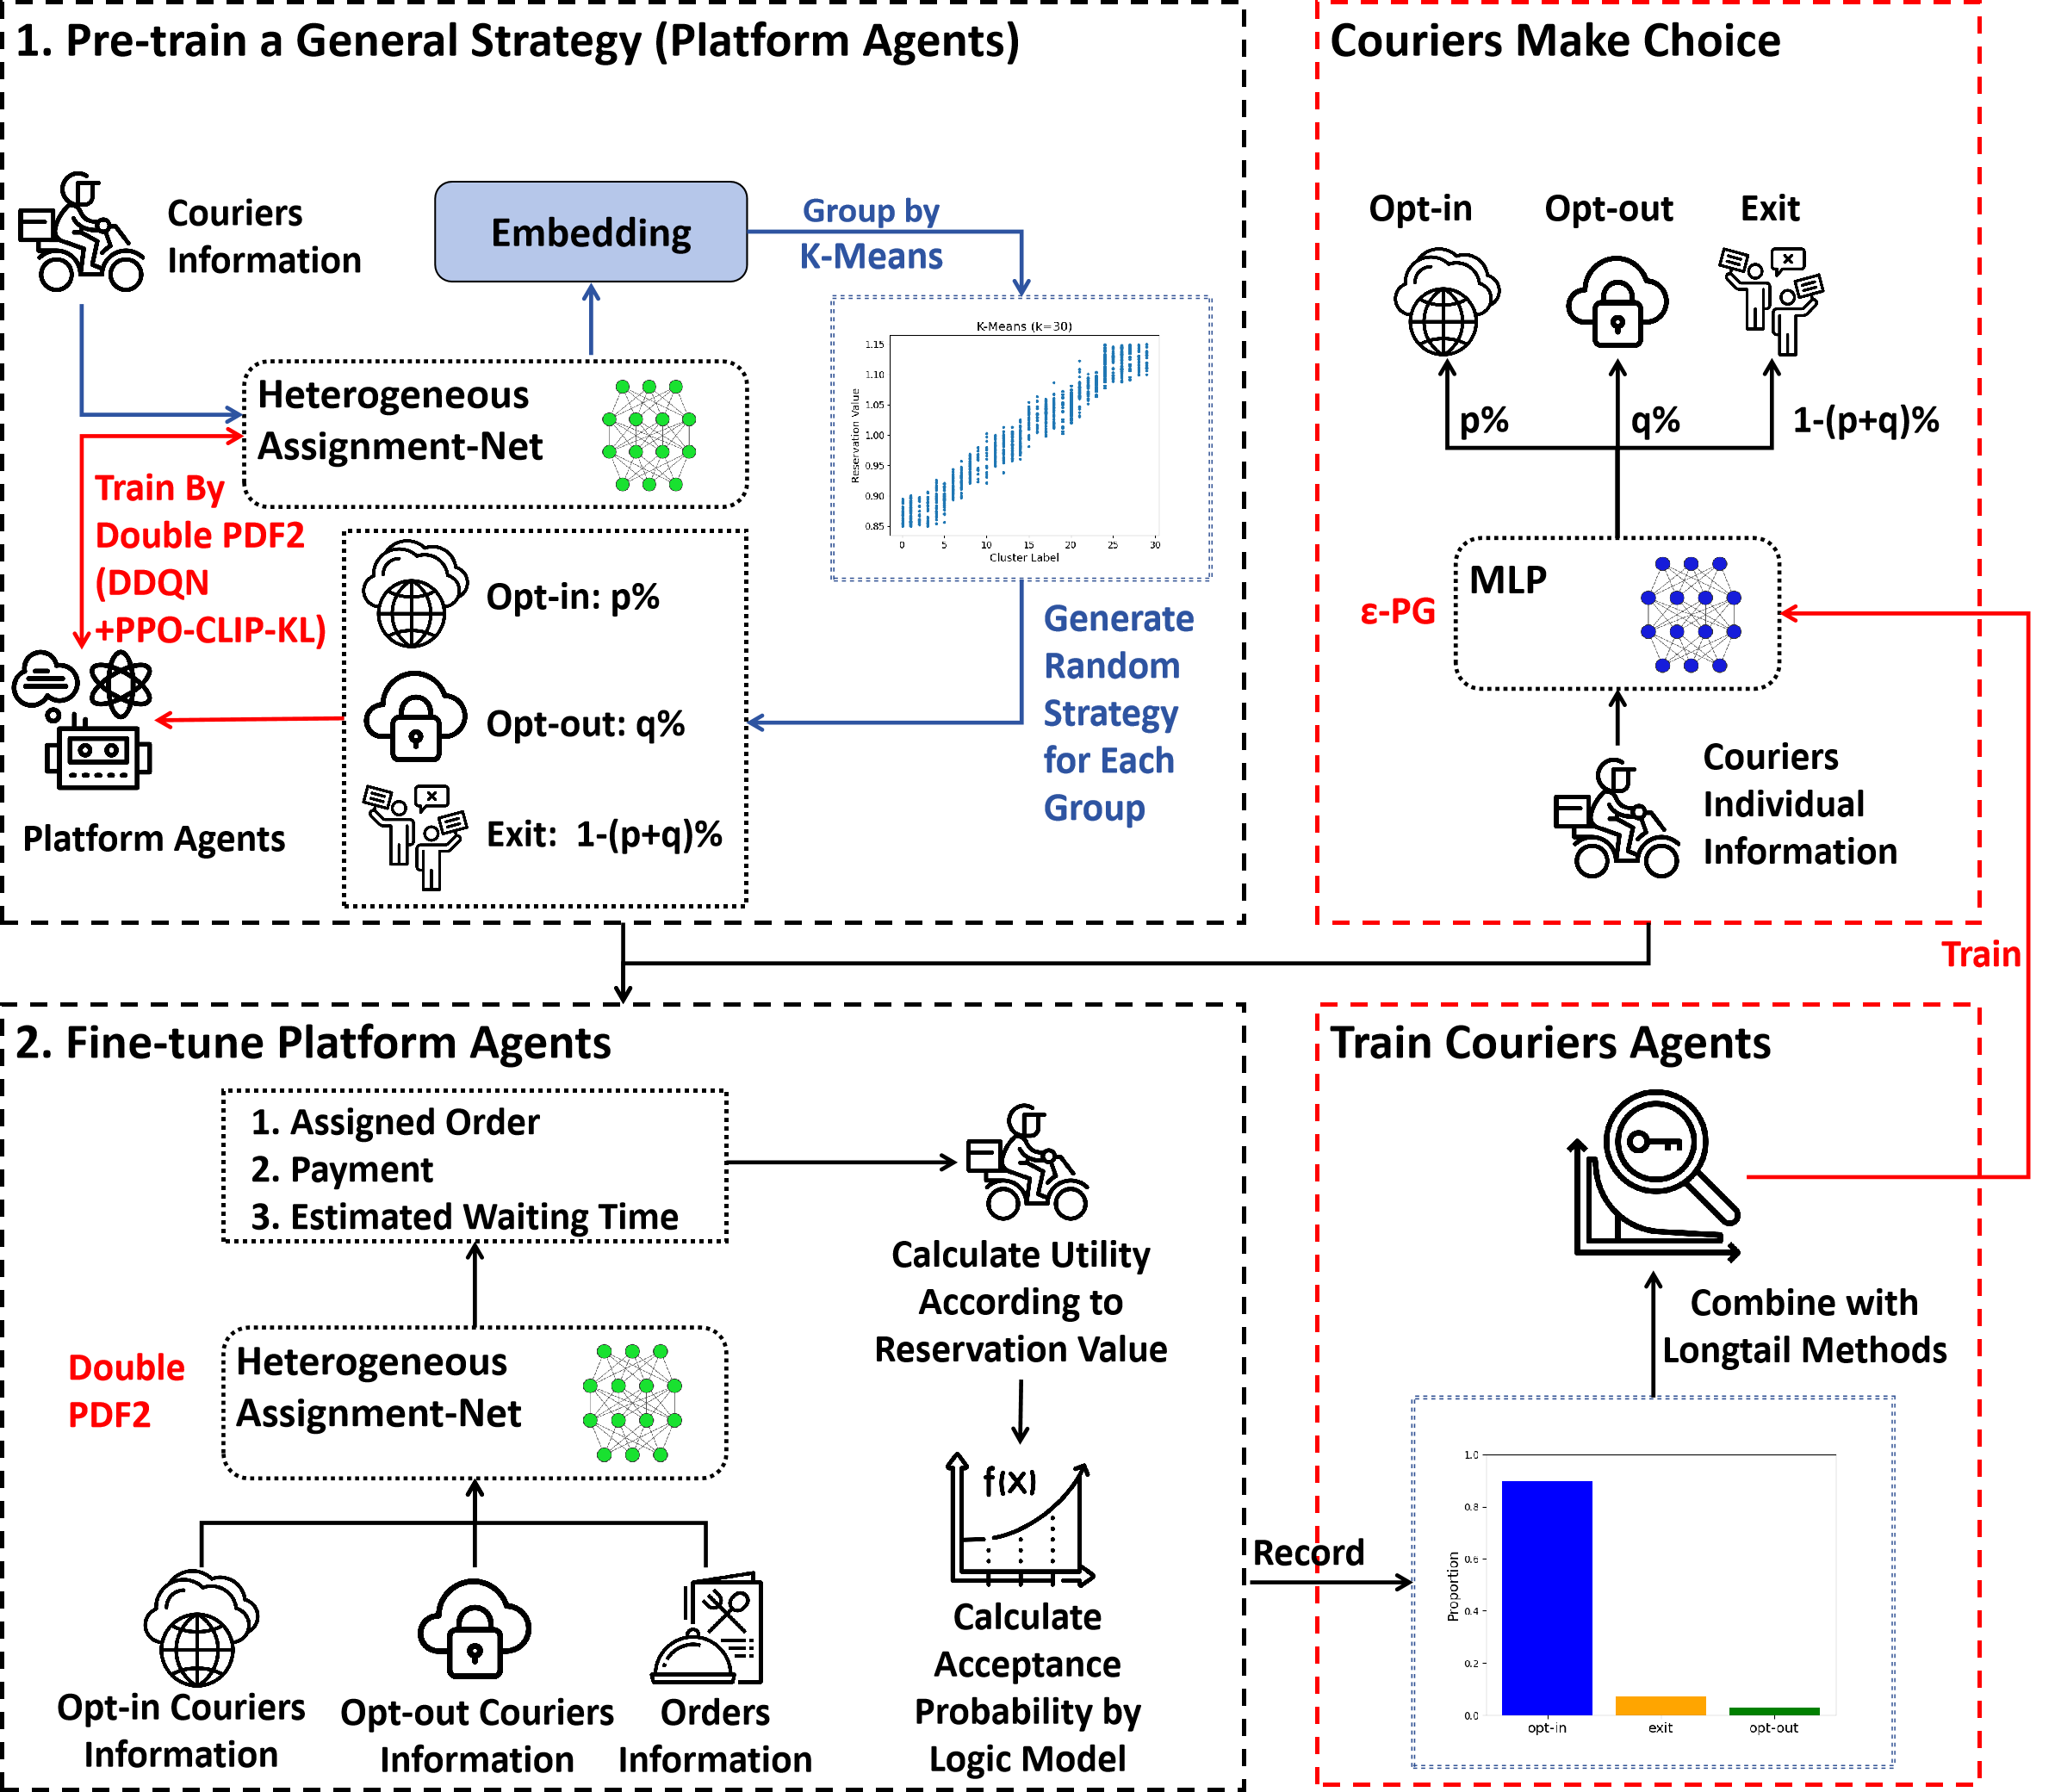 1. Pre-train a General Strategy (Platform Agents)
Couriers
Information
Embedding
Group by
K-Means
Heterogeneous
Assignment-Net
Train By
Double PDF2
(DDQN
+PPO-CLIP-KL)
K-Means (k=30)
Reservation Value
1.15
1.10
1.05
1.00
0.95
0.90
0.85
0
5
10
15
20
25
30
Cluster Label
Opt-in: p%
Opt-out: q%
Exit: 1-(p+q)%
Platform Agents
Generate
Random
Strategy
for Each
Group
Couriers Make Choice
Opt-in
Opt-out
Exit
p%
q%
1-(p+q)%
MLP
ε-PG
Couriers
Individual
Information
Train
2. Fine-tune Platform Agents
1. Assigned Order
2. Payment
3. Estimated Waiting Time
Double
PDF2
Heterogeneous
Assignment-Net
Opt-in Couriers
Information
Opt-out Couriers
Information
Orders
Information
Calculate Utility
According to
Reservation Value
f(X)
Calculate
Acceptance
Probability by
Logic Model
Record
Train Couriers Agents
Combine with
Longtail Methods
Proportion
1.0
0.8
0.6
0.4
0.2
0.0
opt-in
exit
opt-out